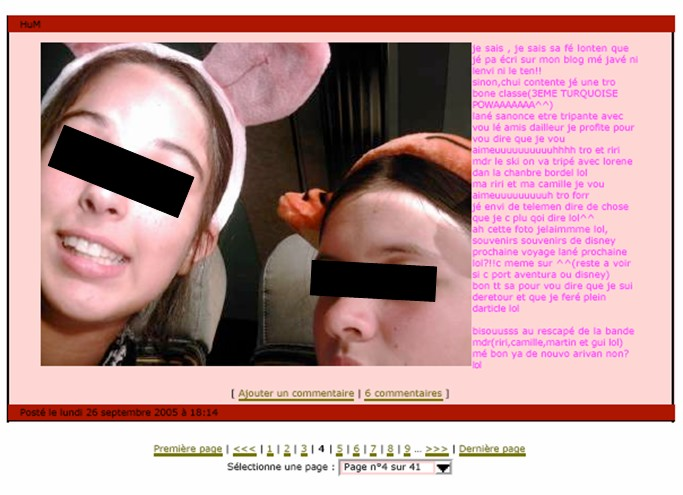 HuM
je sais , je sais sa fé lonten que
jé pa écri sur mon blog mé javé ni
lenvi ni le ten!!
sinon,chui contente jé une tro
bone classe(3EME TURQUOISE
POWAAAAAAA^^)
lané sanonce etre tripante avec
vou lé amis dailleur je profite pour
vou dire que je vou
aimeuuuuuuuuuuhhhh tro et riri
mdr le ski on va tripé avec lorene
dan la chanbre bordel lol
ma riri et ma camille je vou
aimeuuuuuuuuh tro forr
jé envi de telemen dire de chose
que je c plu qoi dire lol^^
ah cette foto jelaimmme lol,
souvenirs souvenirs de disney
prochaine voyage lané prochaine
lol?!!c meme sur ^^(reste a voir
si c port aventura ou disney)
bon tt sa pour vou dire que je sui
deretour et que je feré plein
darticle lol
bisouusss au rescapé de la bande
mdr(riri,camille,martin et gui lol)
mé bon ya de nouvo arivan non?
lol
[ Ajouter un commentaire | 6 commentaires ]
Posté le lundi 26 septembre 2005 à 18:14
Première page | <<< | 1 | 2 | 3 | 4 | 5 | 6 | 7 | 8 | 9 ... >>> | Dernière page
Sélectionne une page : Page n°4 sur 41